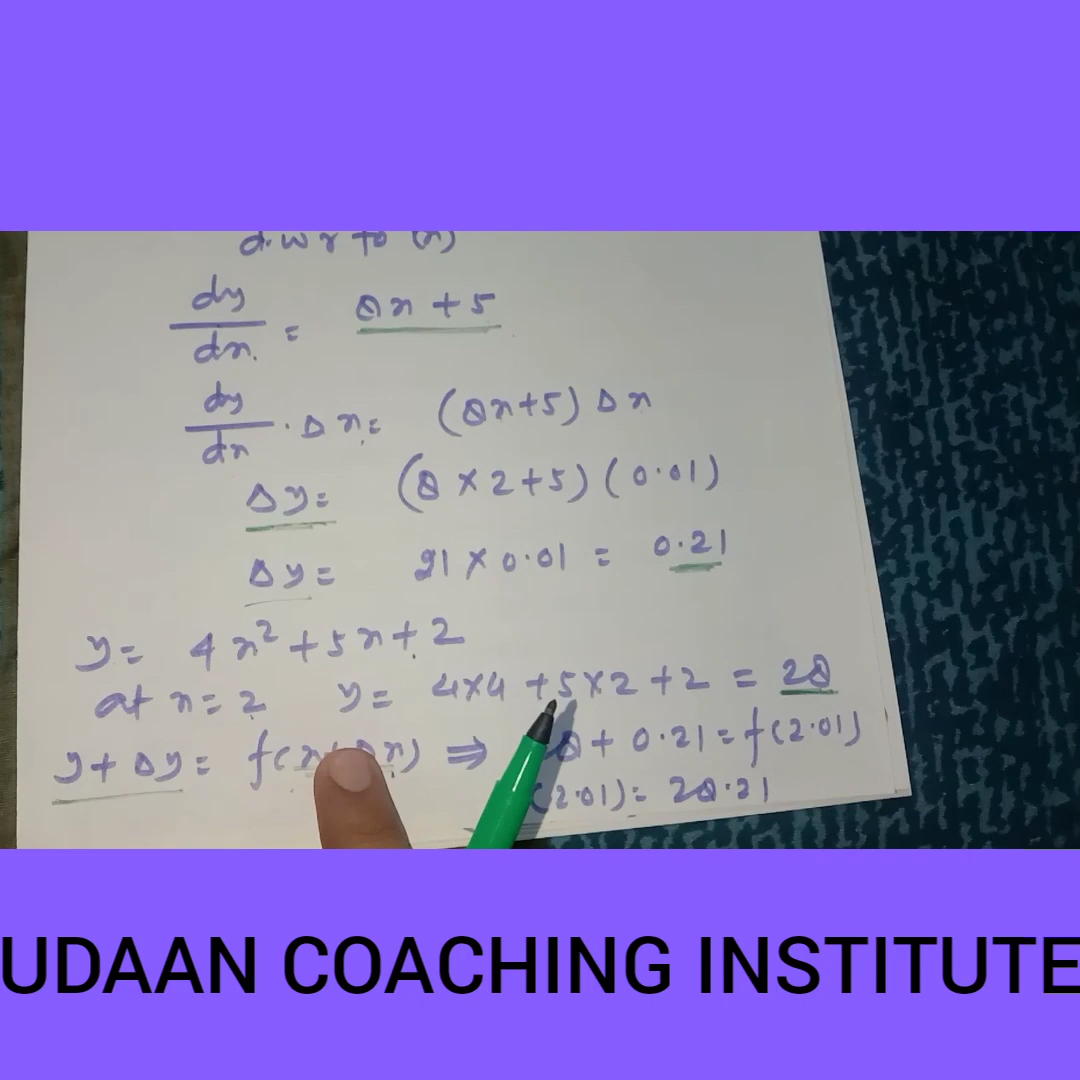 d. w r to (x)
dy/dx = 8x + 5
dy/dx . Δx = (8x+5) Δx
Δy = (8 × 2 + 5) (0.01)
Δy = 21 × 0.01 = 0.21
y = 4x² + 5x + 2
at x = 2 y = 4×4 + 5×2 + 2 = 28
y + Δy = f(x Δx) ⇒ 8 + 0.21 = f(2.01)
(2.01) = 28.21
UDAAN COACHING INSTITUTE